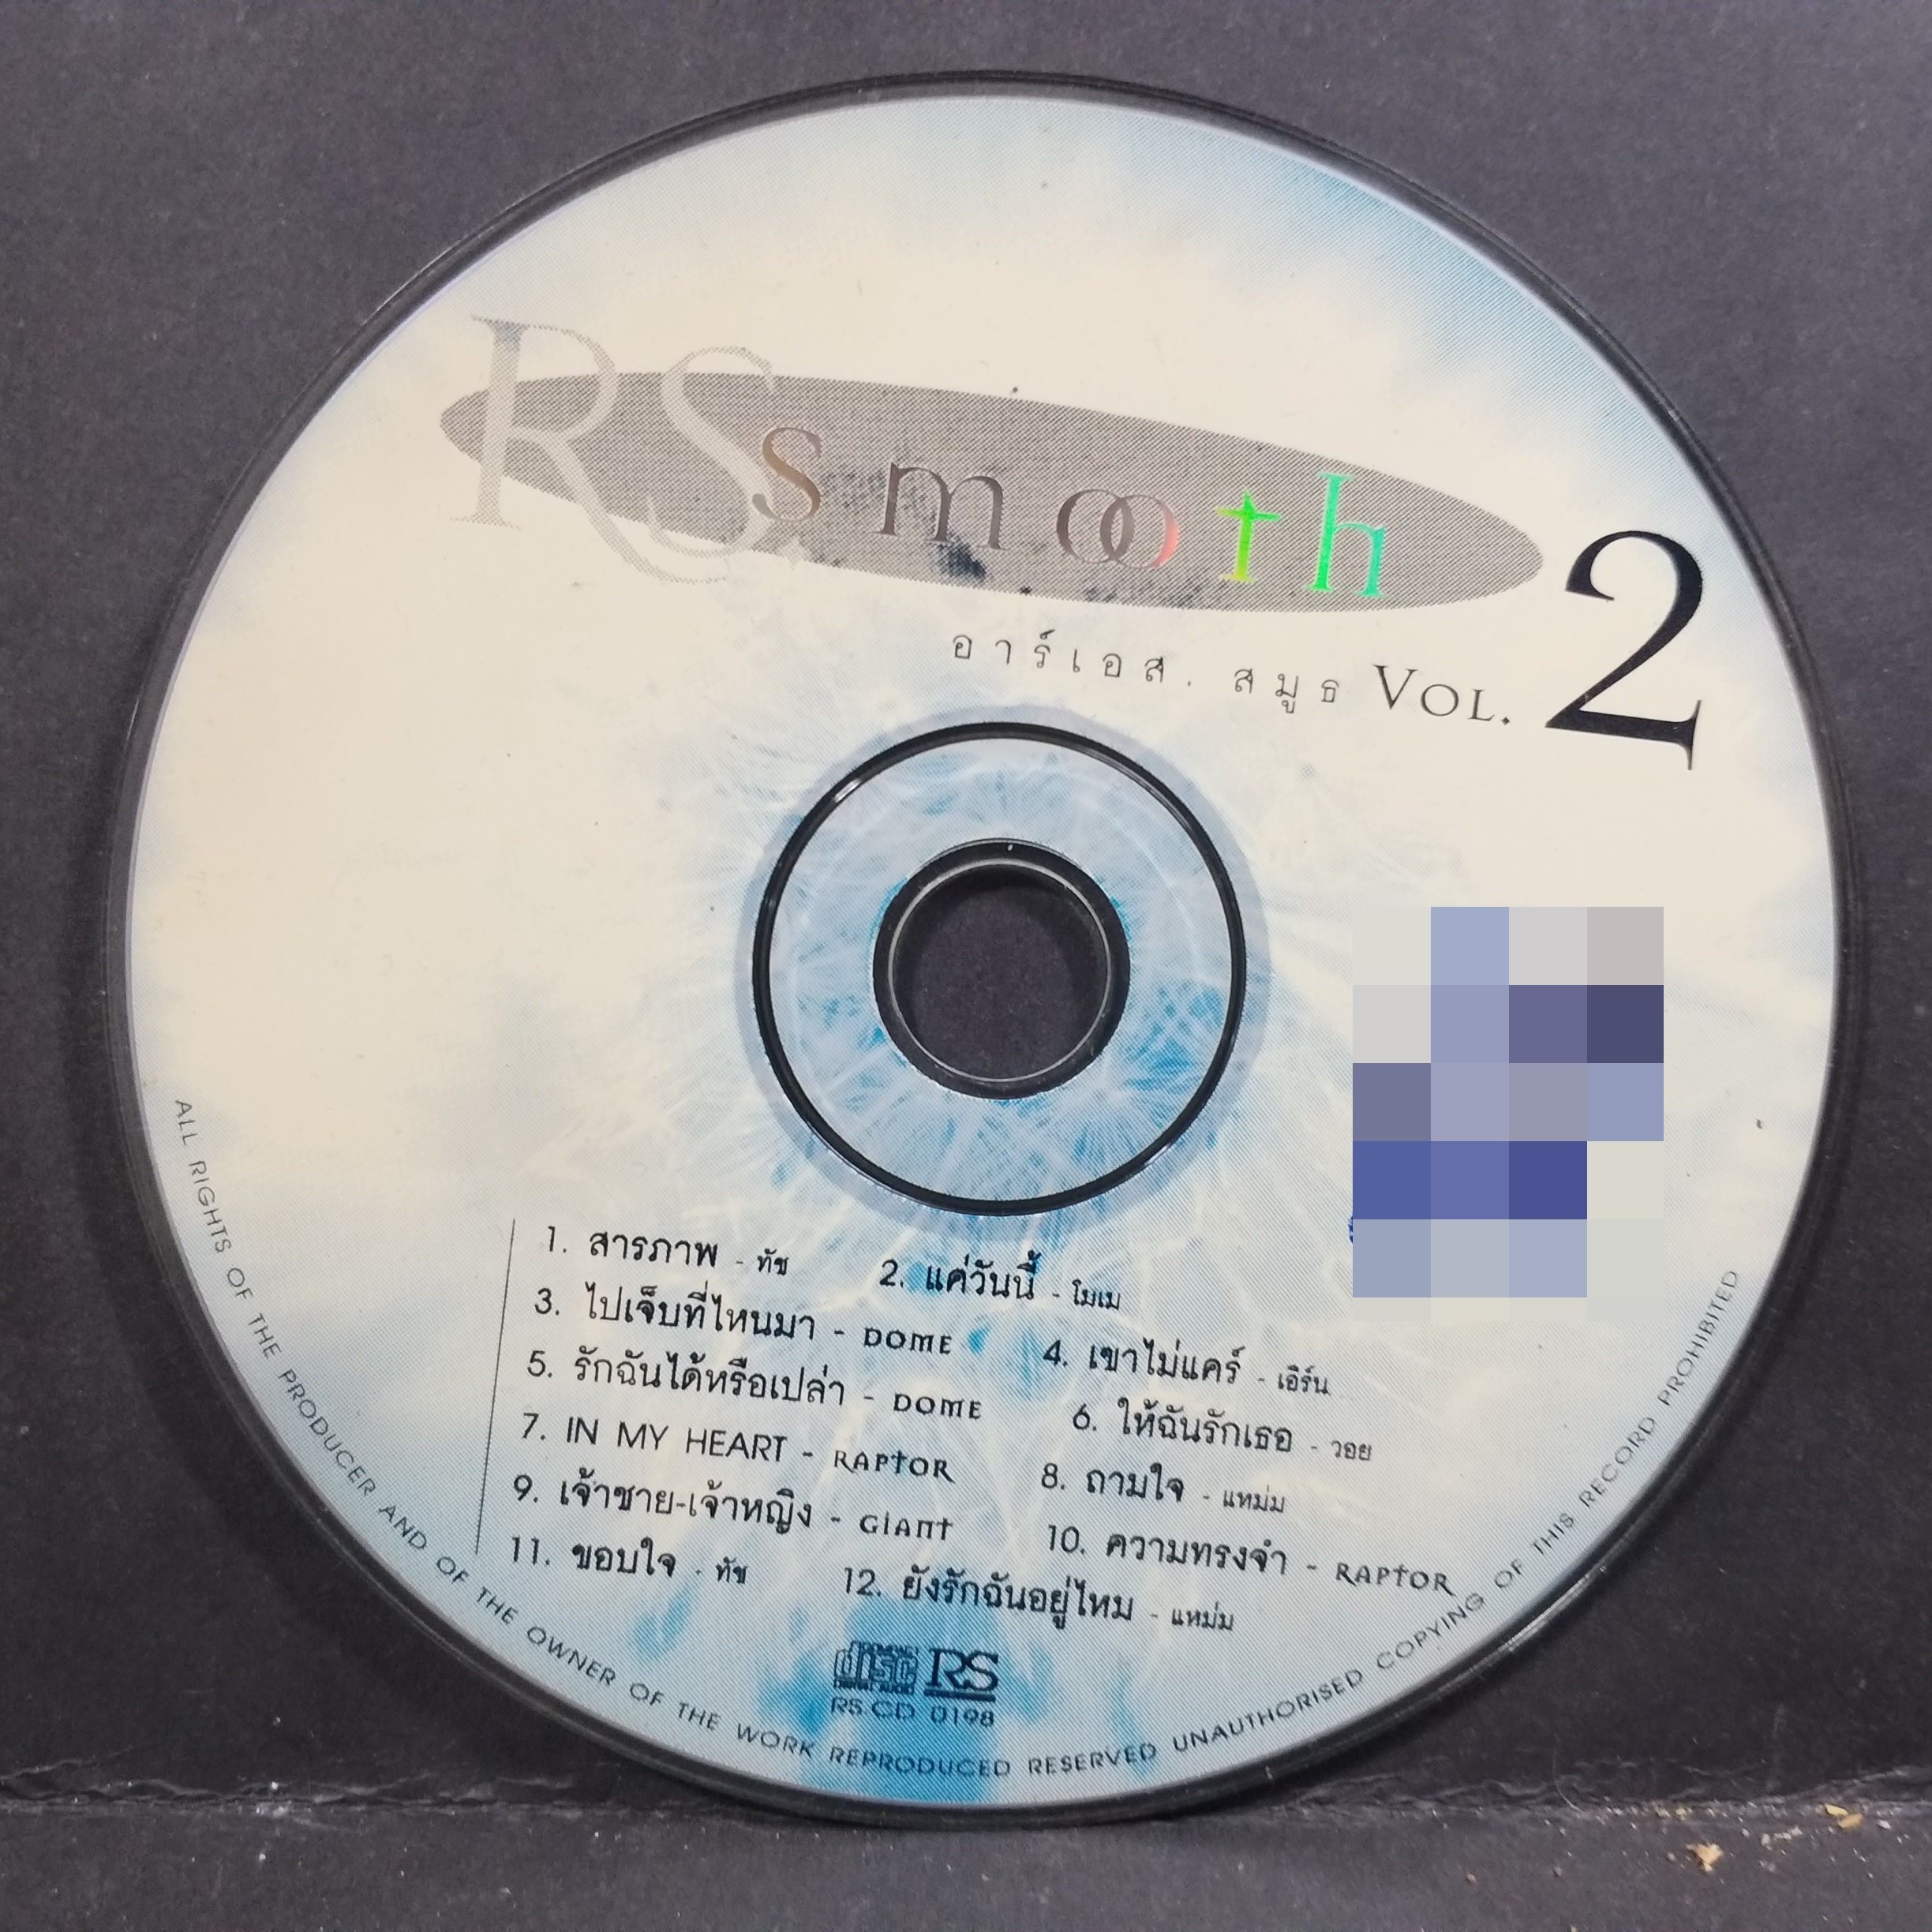 RS smooth 2
อาร์เอส. สมูธ VOL.
1. สารภาพ - ทัช 2. แค่วันนี้ - โมเม
3. ไปเจ็บที่ไหนมา - DOME 4. เขาไม่แคร์ - เอิร์น
5. รักฉันได้หรือเปล่า - DOME 6. ให้ฉันรักเธอ - วอย
7. IN MY HEART - RAPTOR 8. ถามใจ - แหม่ม
9. เจ้าชาย-เจ้าหญิง - GIANT 10. ความทรงจำ - RAPTOR
11. ขอบใจ - ทัช 12. ยังรักฉันอยู่ไหม - แหม่ม
disc RS
DIGITAL AUDIO
RS CD 0198
ALL RIGHTS OF THE PRODUCER AND OF THE OWNER OF THE WORK REPRODUCED RESERVED UNAUTHORISED COPYING OF THIS RECORD PROHIBITED